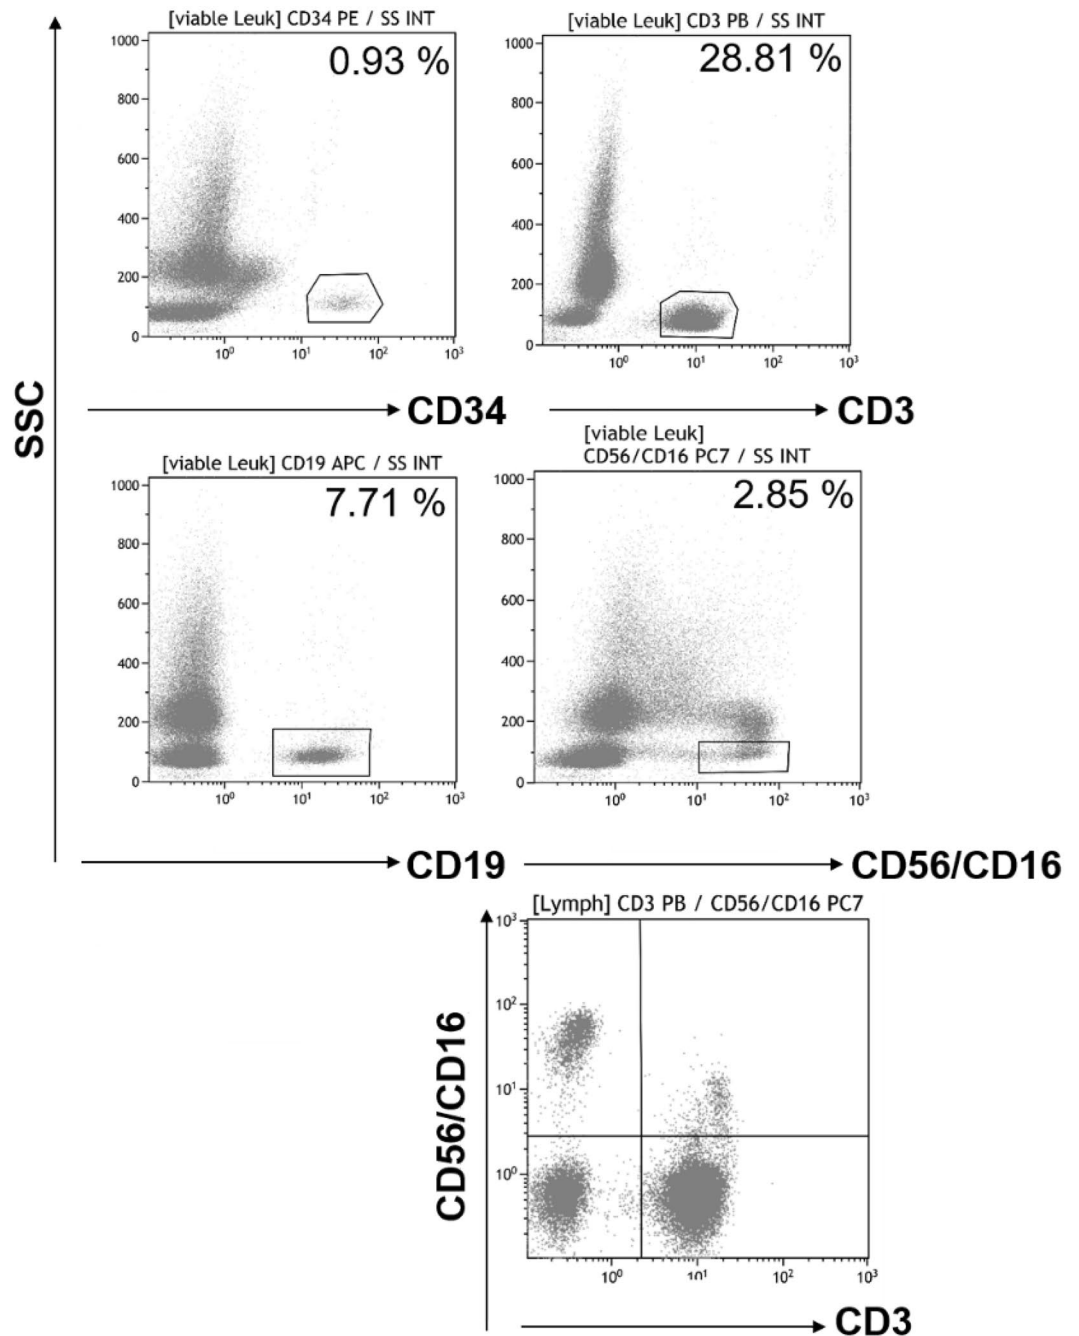 [viable Leuk] CD34 PE / SS INT
0.93 %
1000
800
600
400
200
0
10⁰ 10¹ 10² 10³
[viable Leuk] CD3 PB / SS INT
28.81 %
1000
800
600
400
200
0
10⁰ 10¹ 10² 10³
SSC
CD34
CD3
[viable Leuk] CD19 APC / SS INT
7.71 %
1000
800
600
400
200
0
10⁰ 10¹ 10² 10³
[viable Leuk]
CD56/CD16 PC7 / SS INT
2.85 %
1000
800
600
400
200
0
10⁰ 10¹ 10² 10³
CD19
CD56/CD16
[Lymph] CD3 PB / CD56/CD16 PC7
10³
10²
10¹
10⁰
10⁰ 10¹ 10² 10³
CD56/CD16
CD3